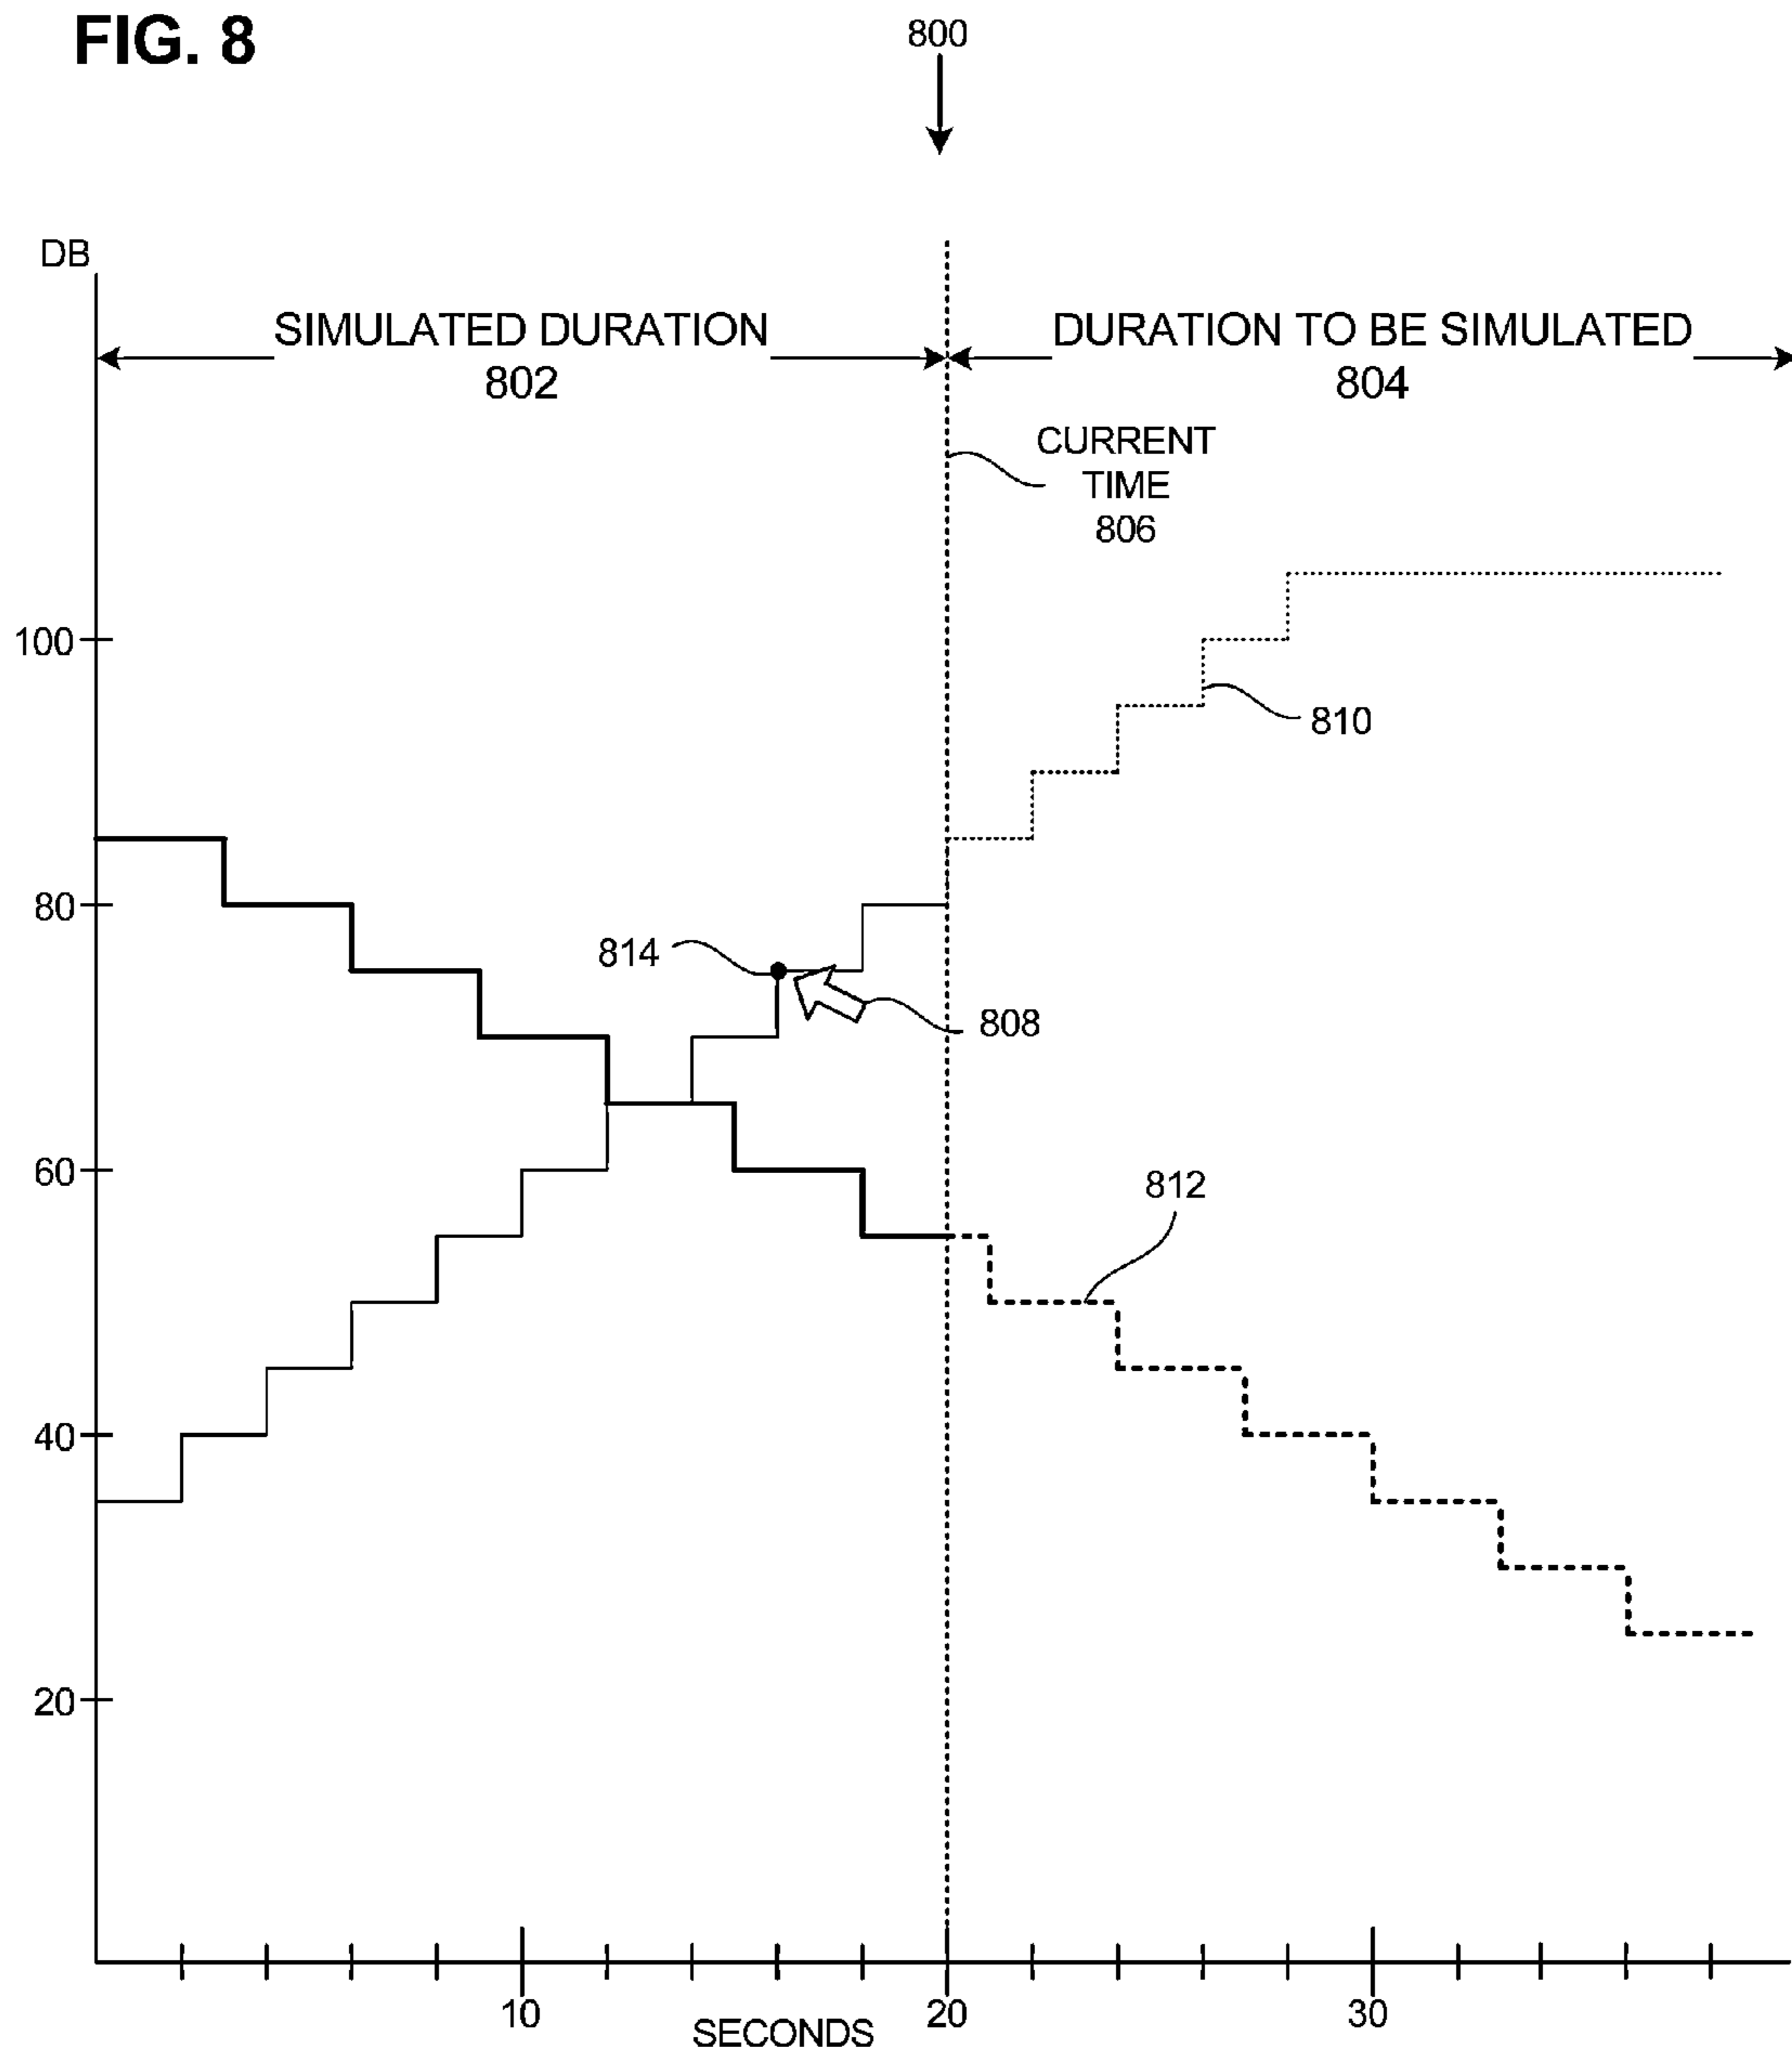 FIG. 8
800
DB
SIMULATED DURATION
802
DURATION TO BE SIMULATED
804
CURRENT
TIME
806
100
810
80
814
808
60
812
40
20
10
20
30
SECONDS